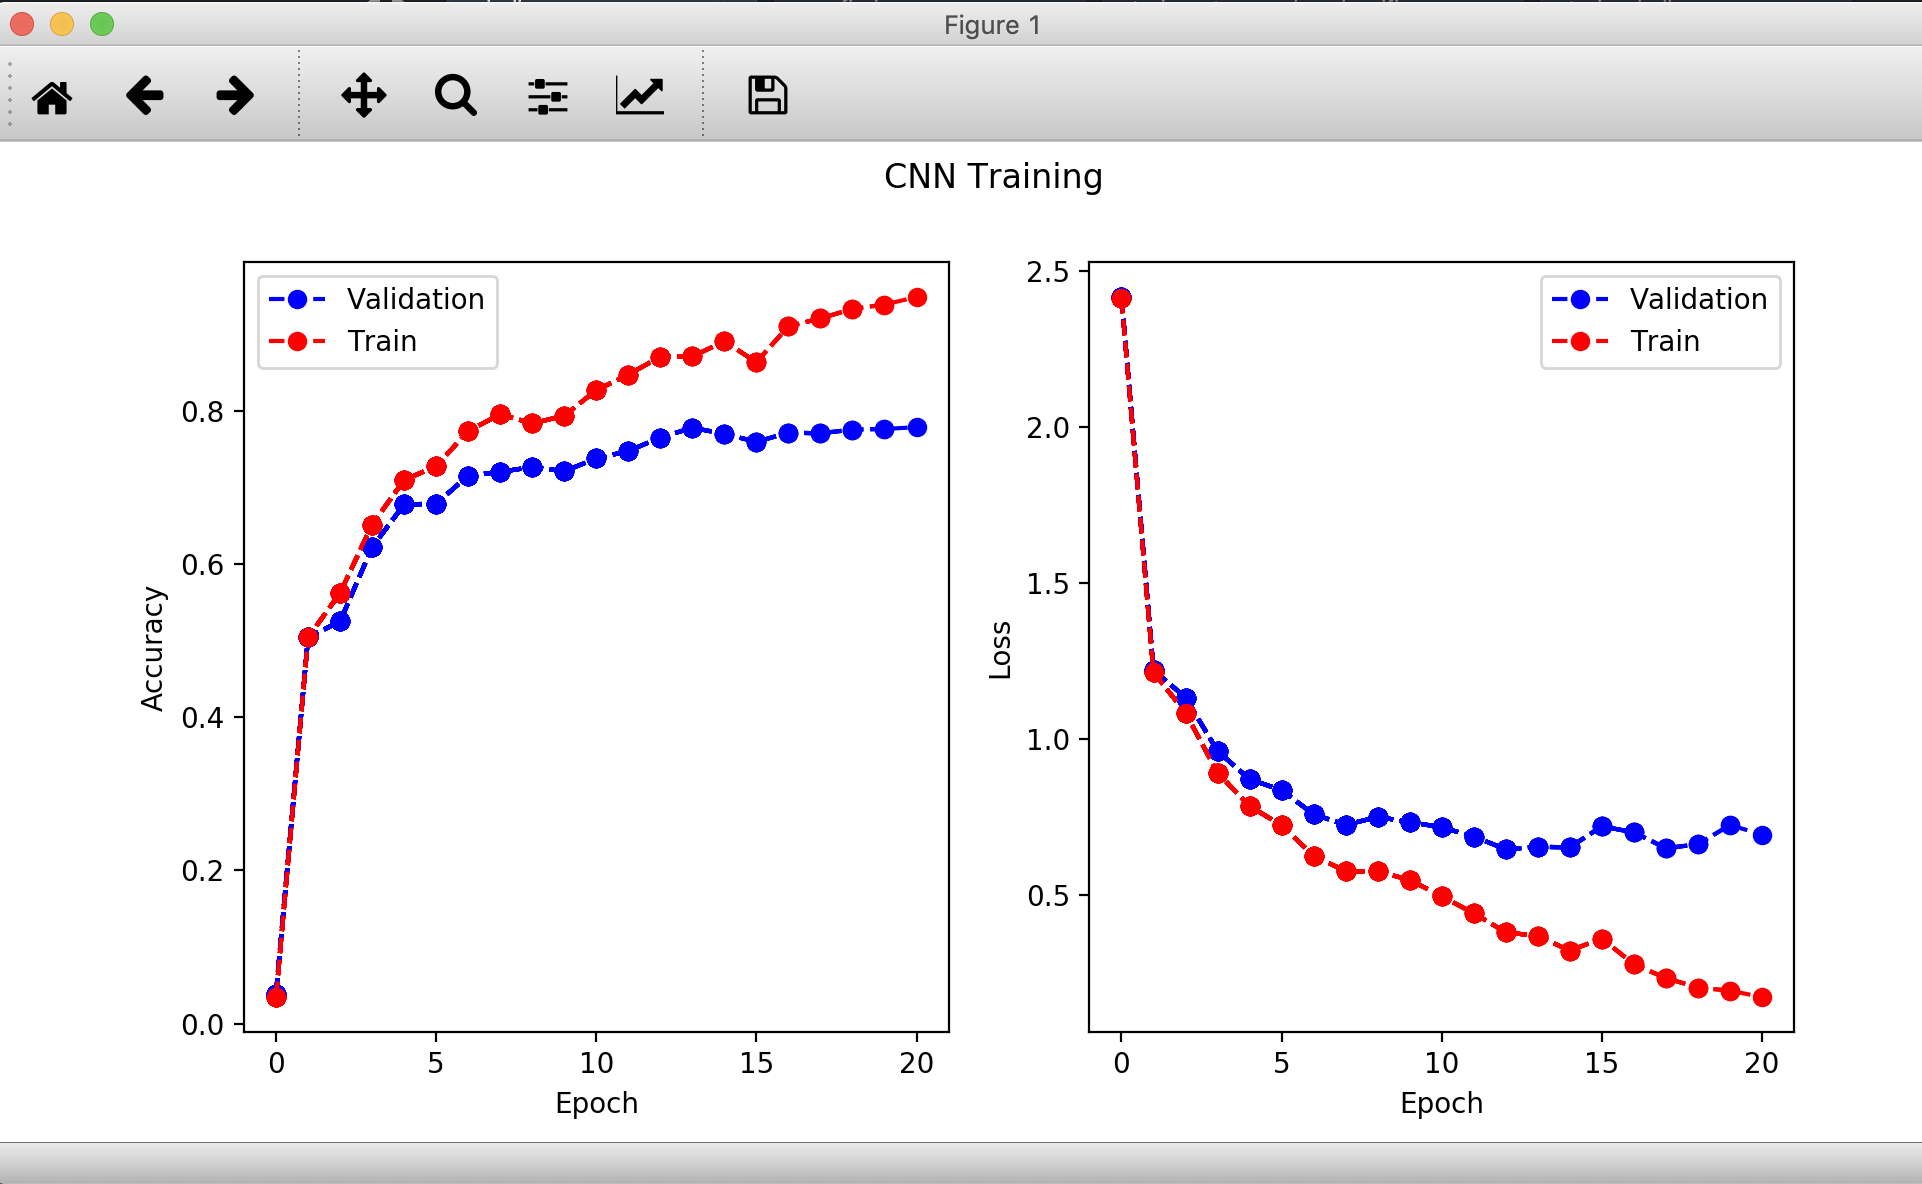 Figure 1
CNN Training
Validation
Train
0.8
0.6
0.4
0.2
0.0
Accuracy
0
5
10
15
20
Epoch
Validation
Train
2.5
2.0
1.5
1.0
0.5
Loss
0
5
10
15
20
Epoch